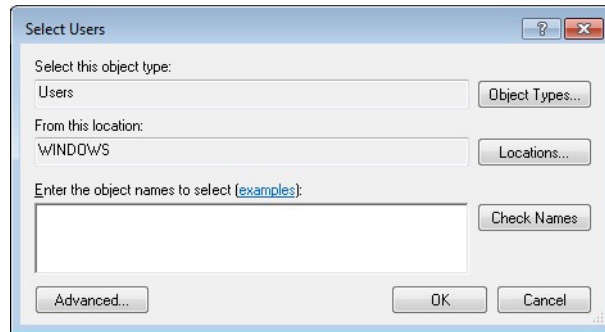 Select Users
Select this object type:
Users
Object Types...
From this location:
WINDOWS
Locations...
Enter the object names to select (examples):
Check Names
Advanced...
OK
Cancel